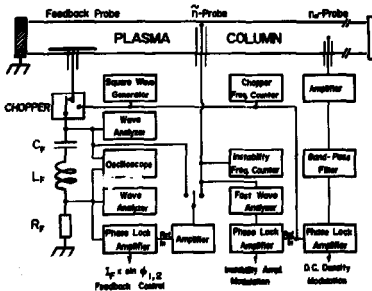 Feedback Probe
ñ-Probe
n₀-Probe
PLASMA
COLUMN
CHOPPER
Square Wave
Generator
Chopper
Freq. Counter
Amplifier
Wave
Analyzer
C_F
Oscilloscope
Instability
Freq. Counter
Band-Pass
Filter
L_F
Wave
Analyzer
Fast Wave
Analyzer
R_F
Phase Lock
Amplifier
Ref.
In
Amplifier
Phase Lock
Amplifier
Ref.
In
Phase Lock
Amplifier
I_F × sin φ₁,₂
Feedback Control
Instability Ampl.
Modulation
D.C. Density
Modulation